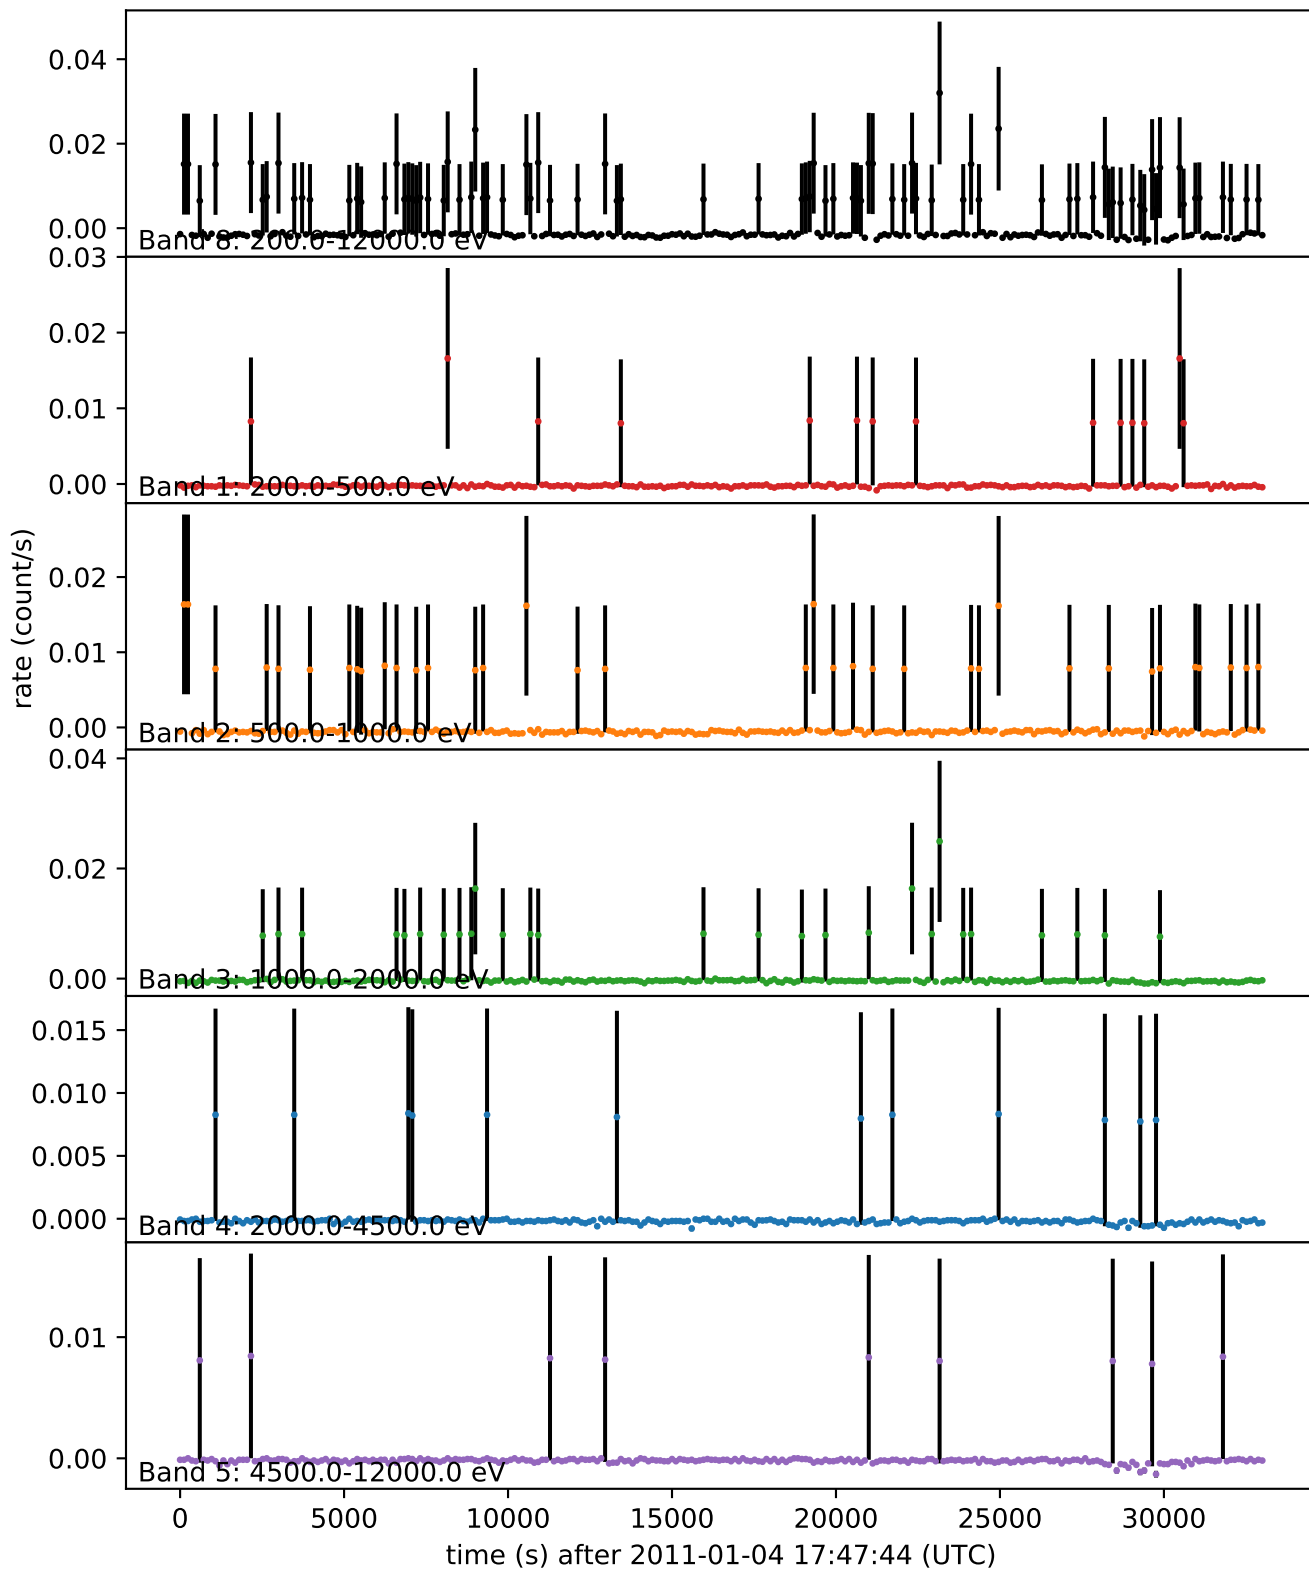 0.04
0.02
0.00
Band 8: 200.0-12000.0 eV
0.03
0.02
0.01
0.00
Band 1: 200.0-500.0 eV
rate (count/s)
0.02
0.01
0.00
Band 2: 500.0-1000.0 eV
0.04
0.02
0.00
Band 3: 1000.0-2000.0 eV
0.015
0.010
0.005
0.000
Band 4: 2000.0-4500.0 eV
0.01
0.00
Band 5: 4500.0-12000.0 eV
0 5000 10000 15000 20000 25000 30000
time (s) after 2011-01-04 17:47:44 (UTC)